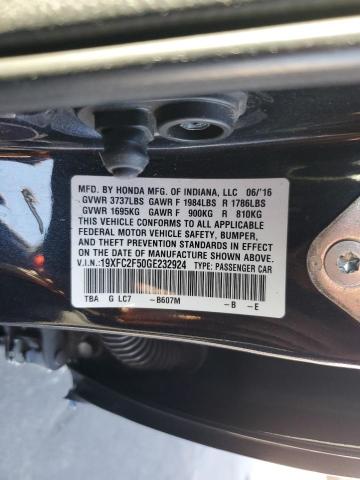 MFD. BY HONDA MFG. OF INDIANA, LLC 06/'16
GVWR 3737LBS GAWR F 1984LBS R 1786LBS
GVWR 1695KG GAWR F 900KG R 810KG
THIS VEHICLE CONFORMS TO ALL APPLICABLE
FEDERAL MOTOR VEHICLE SAFETY, BUMPER,
AND THEFT PREVENTION STANDARDS IN EFFECT
ON THE DATE OF MANUFACTURE SHOWN ABOVE.
V.I.N.: 19XFC2F50GE232924 TYPE: PASSENGER CAR
TBA G LC7 -B607M -B -E